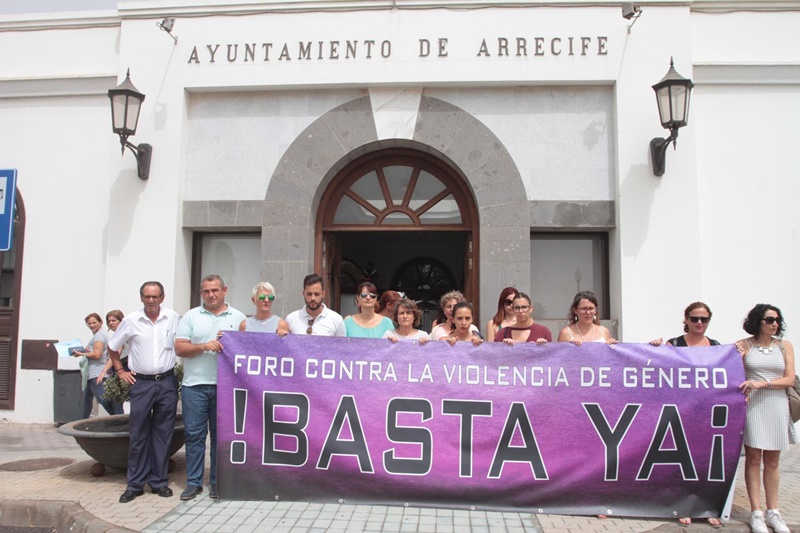 AYUNTAMIENTO DE ARRECIFE
FORO CONTRA LA VIOLENCIA DE GÉNERO
!BASTA YA¡